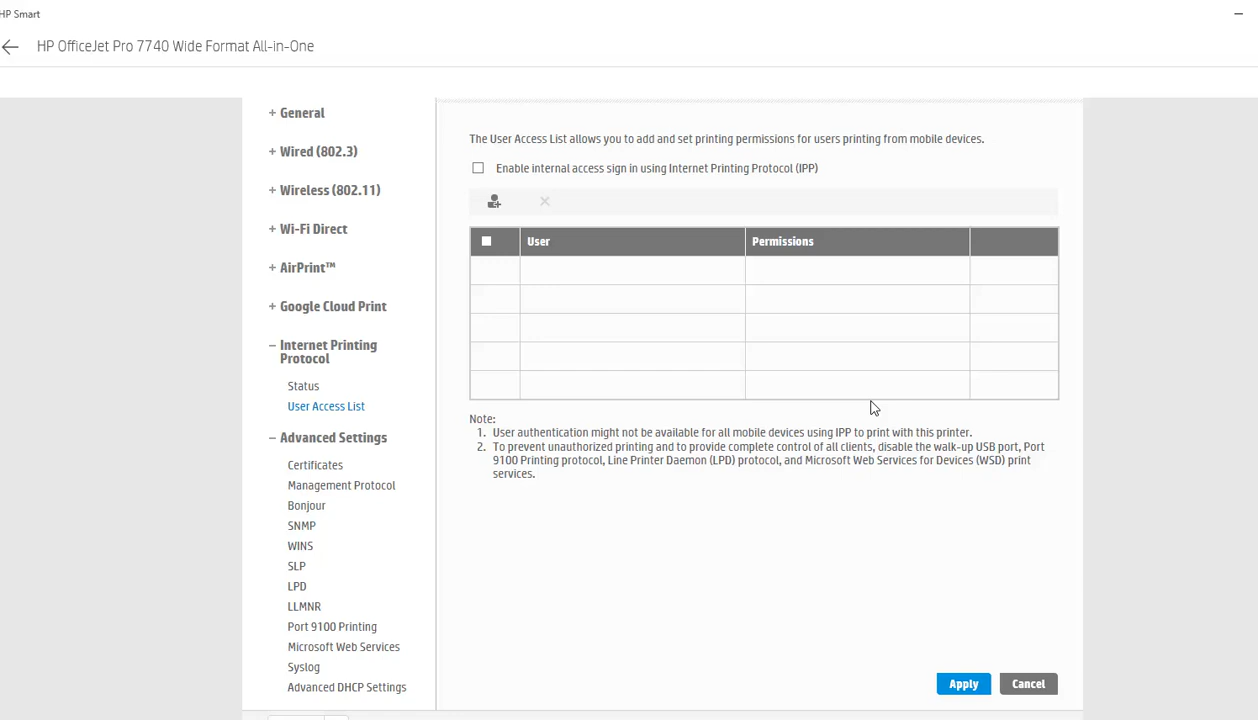 HP Smart
HP OfficeJet Pro 7740 Wide Format All-in-One
+ General
+ Wired (802.3)
+ Wireless (802.11)
+ Wi-Fi Direct
+ AirPrint™
+ Google Cloud Print
– Internet Printing
Protocol
Status
User Access List
– Advanced Settings
Certificates
Management Protocol
Bonjour
SNMP
WINS
SLP
LPD
LLMNR
Port 9100 Printing
Microsoft Web Services
Syslog
Advanced DHCP Settings
The User Access List allows you to add and set printing permissions for users printing from mobile devices.
Enable internal access sign in using Internet Printing Protocol (IPP)
User Permissions
Note:
1. User authentication might not be available for all mobile devices using IPP to print with this printer.
2. To prevent unauthorized printing and to provide complete control of all clients, disable the walk-up USB port, Port
9100 Printing protocol, Line Printer Daemon (LPD) protocol, and Microsoft Web Services for Devices (WSD) print
services.
Apply Cancel